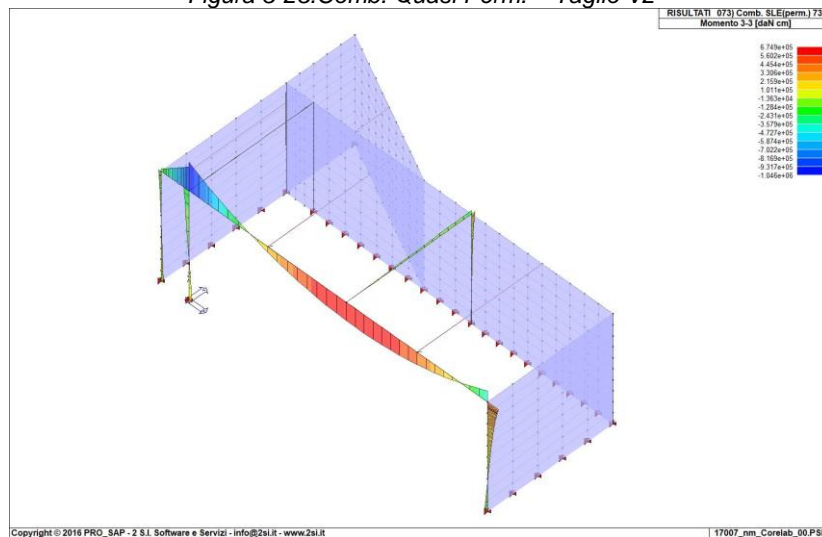 Figura 3-23.Comb. Quasi Perm. – Taglio V2
RISULTATI 073) Comb. SLE(perm.) 73
Momento 3-3 [daN cm]
6.749e+05
5.602e+05
4.454e+05
3.306e+05
2.159e+05
1.011e+05
-1.363e+04
-1.284e+05
-2.431e+05
-3.579e+05
-4.727e+05
-5.874e+05
-7.022e+05
-8.169e+05
-9.317e+05
-1.046e+06
Copyright © 2016 PRO_SAP - 2 S.I. Software e Servizi - info@2si.it - www.2si.it
17007_nm_Corelab_00.PS